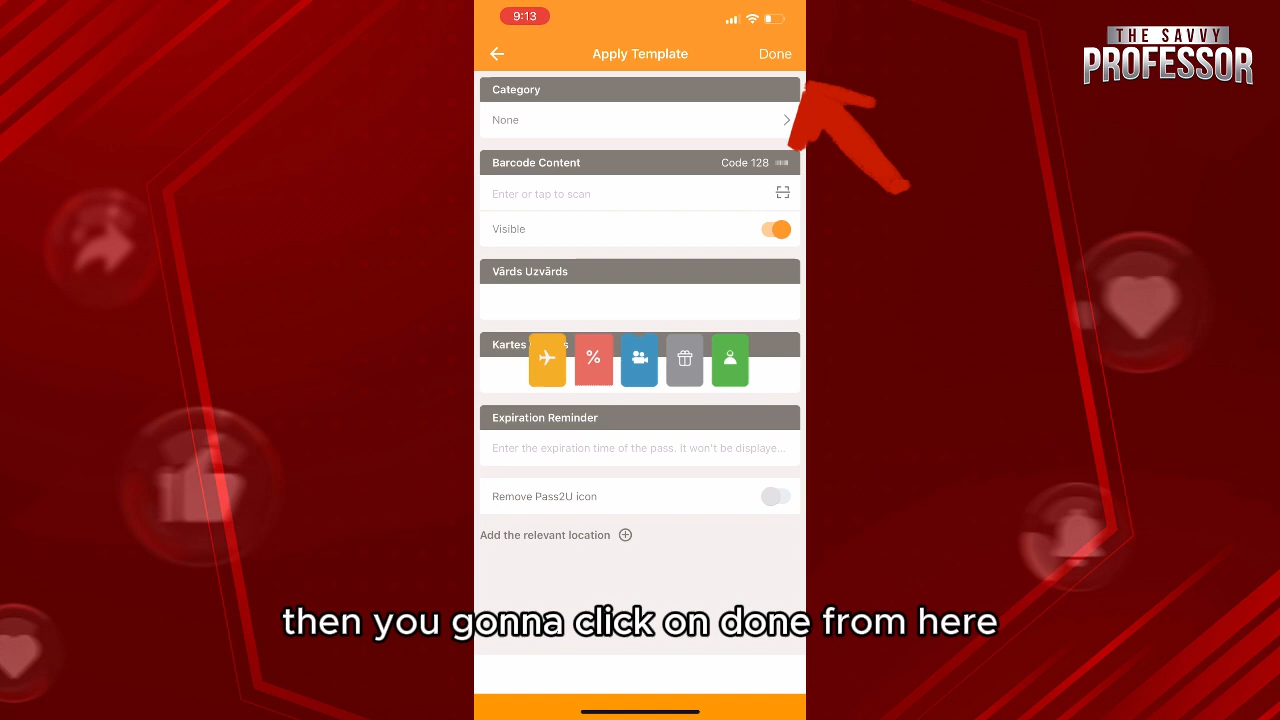 9:13
THE SAVVY
PROFESSOR
Apply Template
Done
Category
None
Barcode Content
Code 128
Enter or tap to scan
Visible
Vārds Uzvārds
Kartes
%
Expiration Reminder
Enter the expiration time of the pass. It won't be displaye...
Remove Pass2U icon
Add the relevant location
then you gonna click on done from here